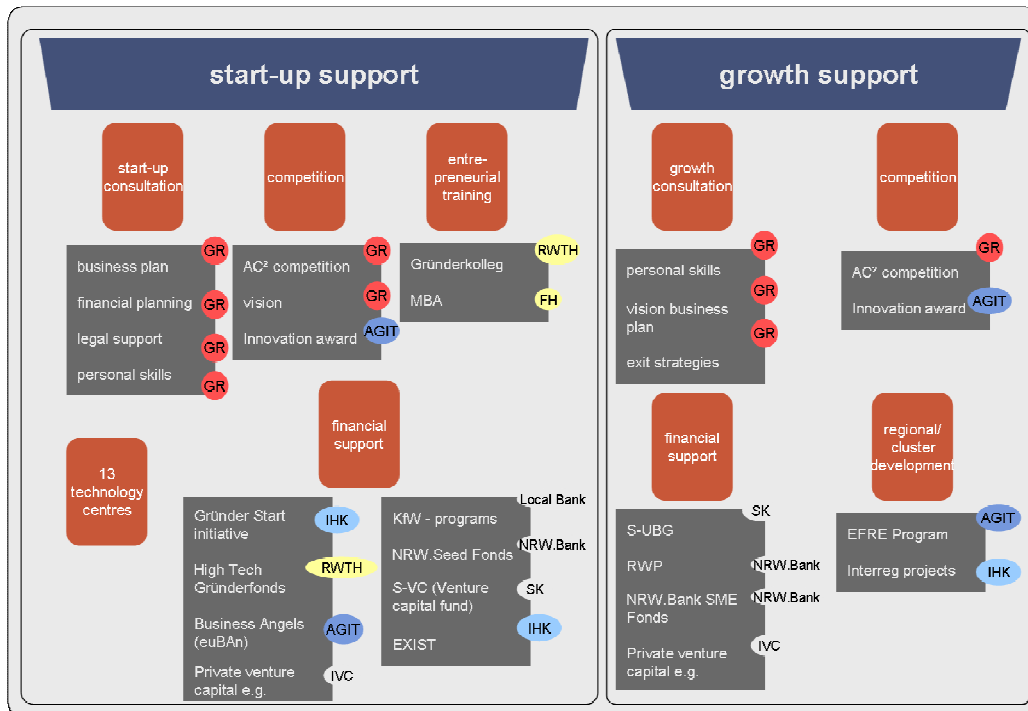 start-up support
start-up
consultation
competition
entre-
preneurial
training
business plan
GR
financial planning
GR
legal support
GR
personal skills
GR
AC² competition
GR
vision
GR
Innovation award
AGIT
Gründerkolleg
RWTH
MBA
FH
13
technology
centres
financial
support
Gründer Start
initiative
IHK
High Tech
Gründerfonds
RWTH
Business Angels
(euBAn)
AGIT
Private venture
capital e.g.
IVC
KfW - programs
Local Bank
NRW.Seed Fonds
NRW.Bank
S-VC (Venture
capital fund)
SK
EXIST
IHK
growth support
growth
consultation
competition
personal skills
GR
vision business
plan
GR
exit strategies
GR
AC² competition
GR
Innovation award
AGIT
financial
support
regional/
cluster
development
S-UBG
SK
RWP
NRW.Bank
NRW.Bank SME
Fonds
NRW.Bank
Private venture
capital e.g.
IVC
EFRE Program
AGIT
Interreg projects
IHK